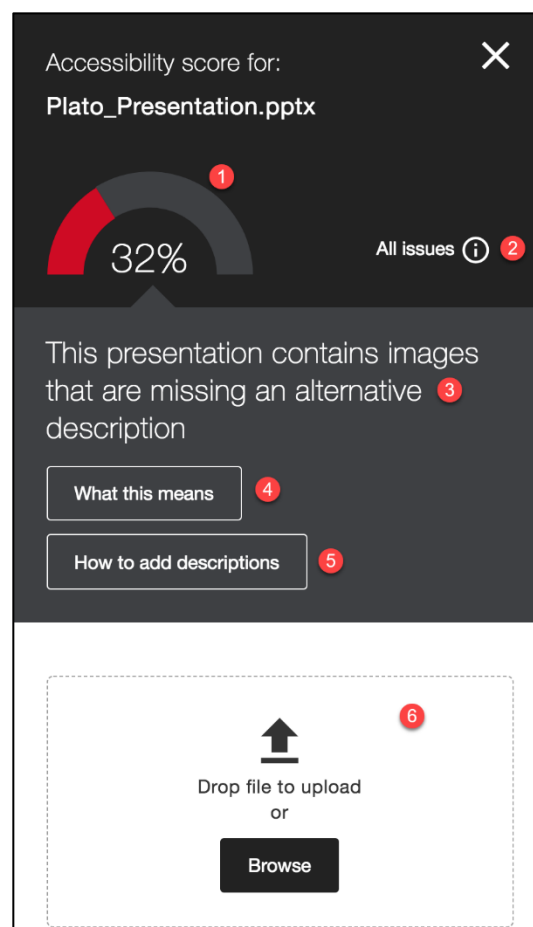 Accessibility score for:
Plato_Presentation.pptx
1
32%
All issues i 2
This presentation contains images
that are missing an alternative 3
description
What this means 4
How to add descriptions 5
6
Drop file to upload
or
Browse